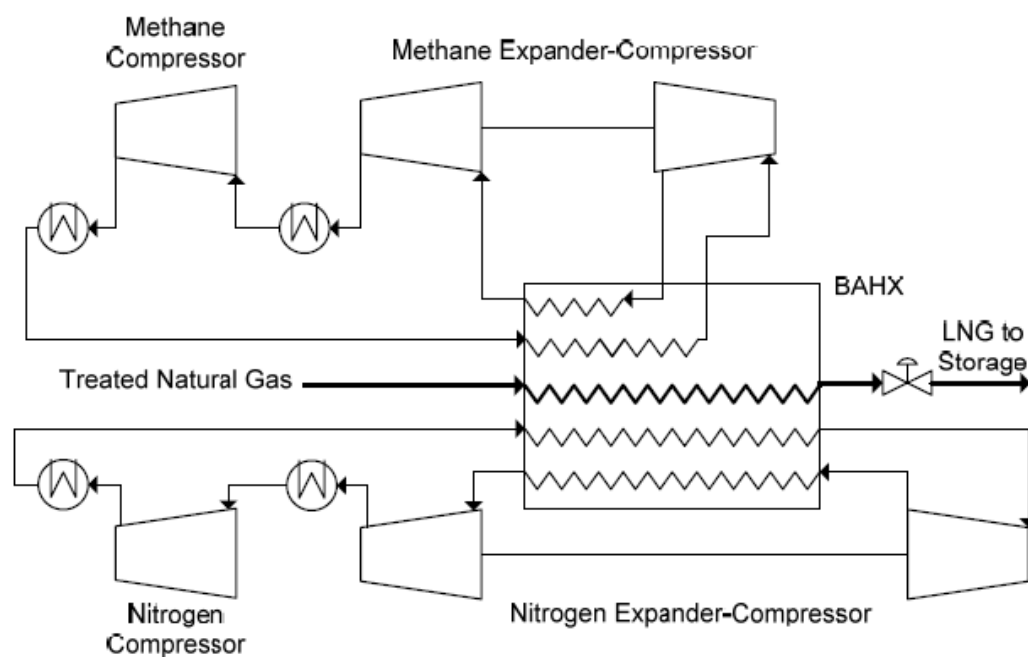 Methane
Compressor
Methane Expander-Compressor
BAHX
LNG to
Storage
Treated Natural Gas
Nitrogen
Compressor
Nitrogen Expander-Compressor